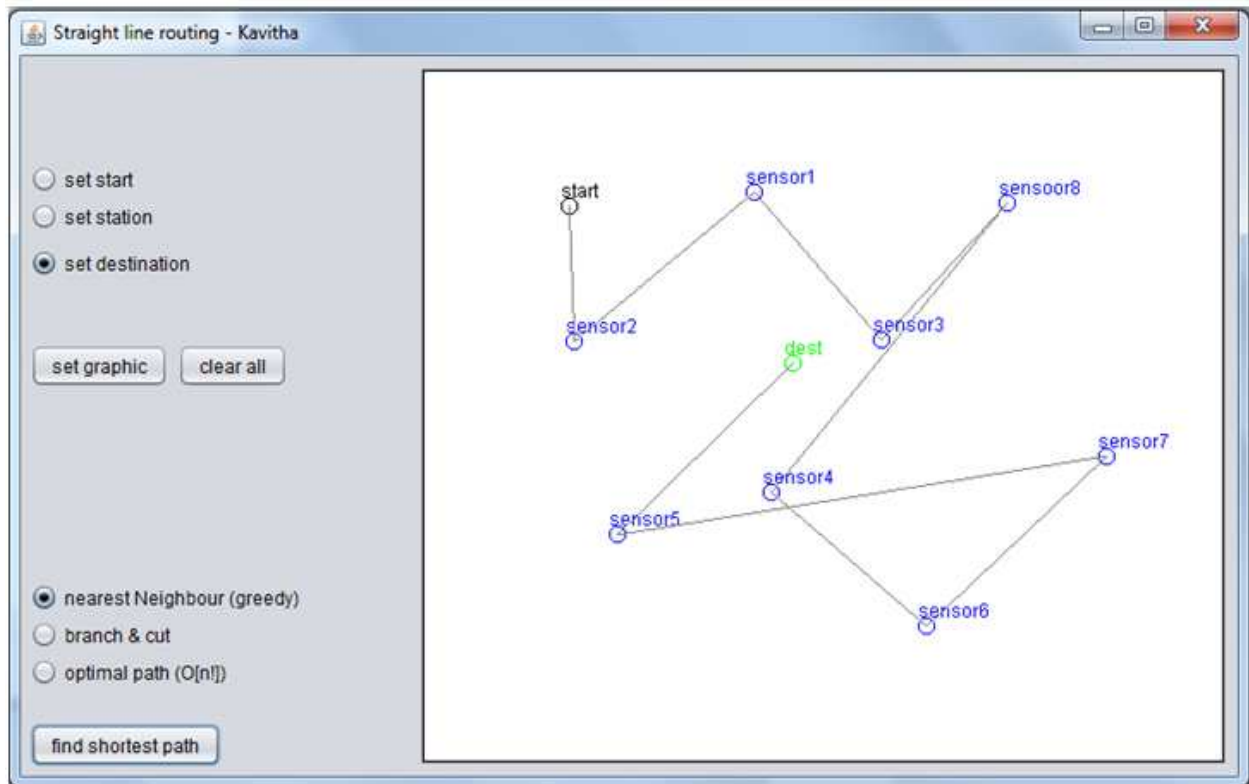 Straight line routing - Kavitha
set start
set station
set destination
set graphic
clear all
nearest Neighbour (greedy)
branch & cut
optimal path (O[n!])
find shortest path
start
sensor1
sensoor8
sensor2
sensor3
dest
sensor7
sensor4
sensor5
sensor6